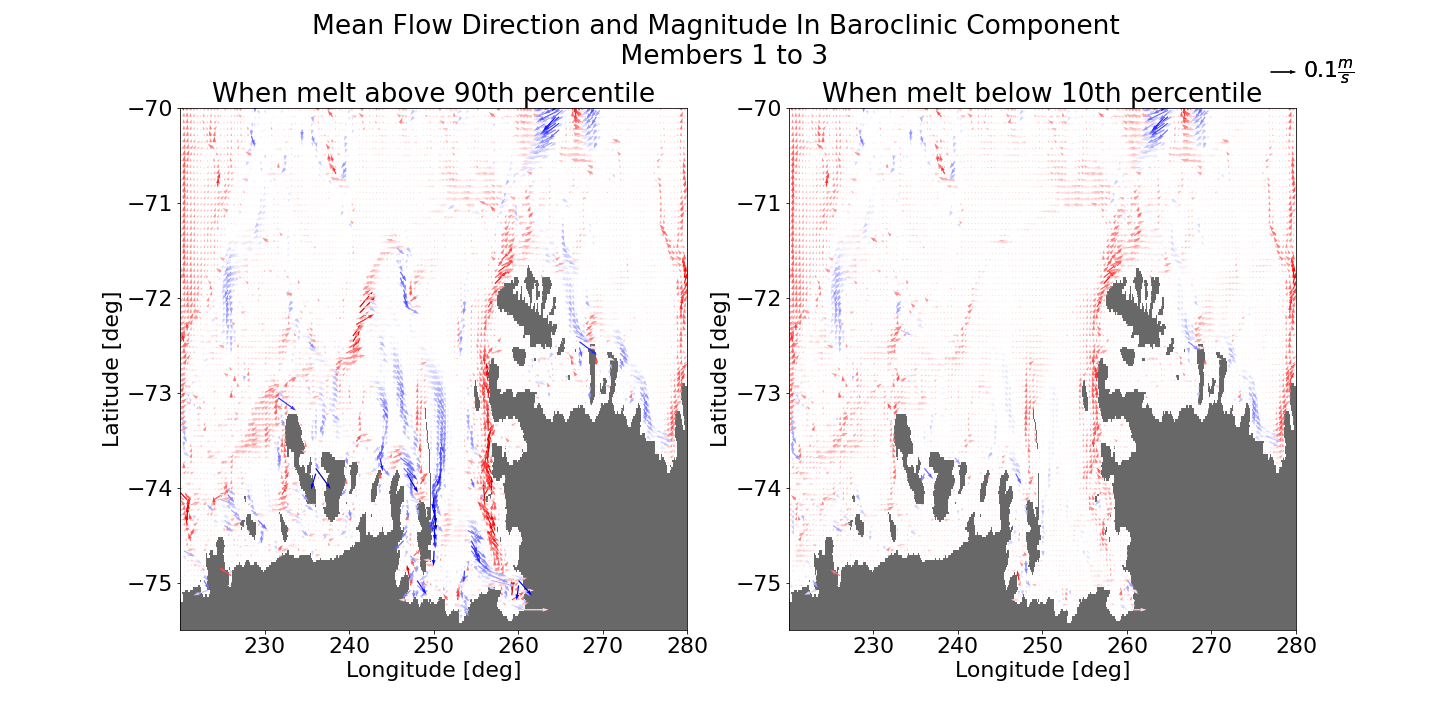 Mean Flow Direction and Magnitude In Baroclinic Component
Members 1 to 3
0.1 m/s
When melt above 90th percentile
When melt below 10th percentile
−70
−71
−72
−73
−74
−75
Latitude [deg]
230 240 250 260 270 280
Longitude [deg]
−70
−71
−72
−73
−74
−75
Latitude [deg]
230 240 250 260 270 280
Longitude [deg]